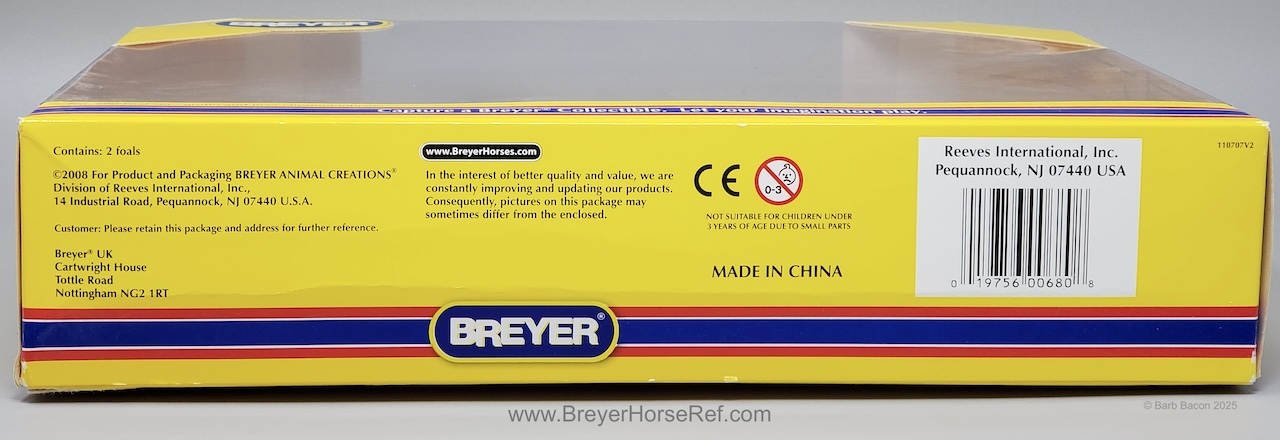 BREYER
Capture a Breyer™ Collectible. Let your imagination play.
Contains: 2 foals
©2008 For Product and Packaging BREYER ANIMAL CREATIONS®
Division of Reeves International, Inc.,
14 Industrial Road, Pequannock, NJ 07440 U.S.A.
Customer: Please retain this package and address for further reference.
Breyer® UK
Cartwright House
Tottle Road
Nottingham NG2 1RT
www.BreyerHorses.com
In the interest of better quality and value, we are
constantly improving and updating our products.
Consequently, pictures on this package may
sometimes differ from the enclosed.
CE
0-3
NOT SUITABLE FOR CHILDREN UNDER
3 YEARS OF AGE DUE TO SMALL PARTS
MADE IN CHINA
Reeves International, Inc.
Pequannock, NJ 07440 USA
0 19756 00680 8
110707V2
BREYER®
www.BreyerHorseRef.com
© Barb Bacon 2025